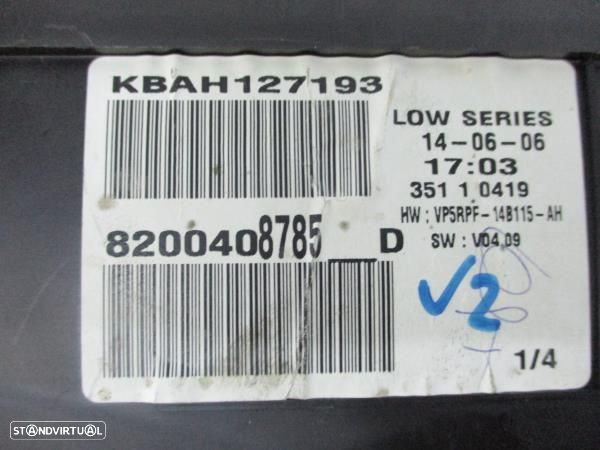 KBAH127193
LOW SERIES
14-06-06
17:03
351 1 0419
HW : VP5RPF-14B115-AH
SW : V04.09
8200408785__D
V2
1/4
STANDVIRTUAL